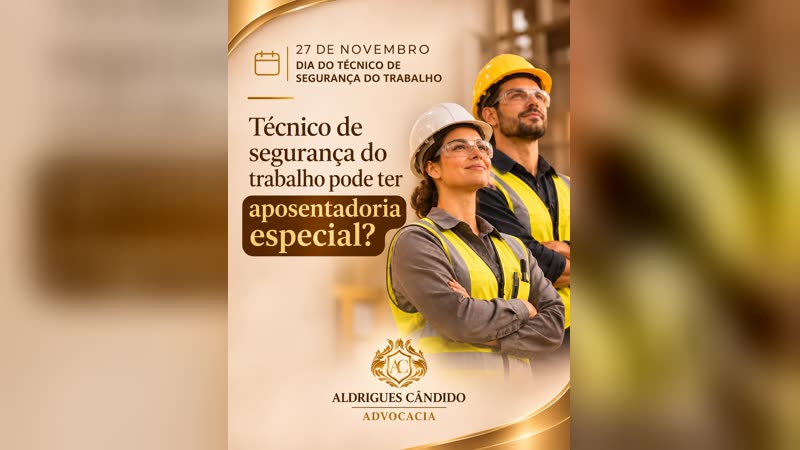 27 DE NOVEMBRO
DIA DO TÉCNICO DE
SEGURANÇA DO TRABALHO
Técnico de
segurança do
trabalho pode ter
aposentadoria
especial?
AC
ALDRIGUES CÂNDIDO
ADVOCACIA